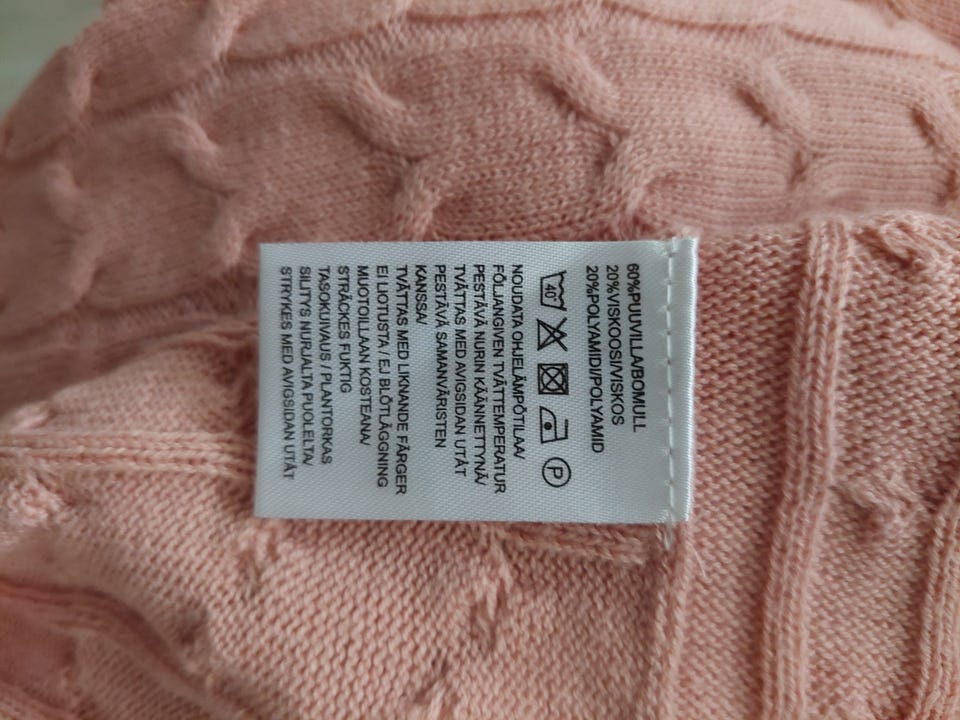 60%PUUVILLA/BOMULL
20%VISKOOSI/VISKOS
20%POLYAMIDI/POLYAMID
40° P
NOUDATA OHJELÄMPÖTILAA/
FÖLJANGIVEN TVÄTTEMPERATUR
PESTÄVÄ NURIN KÄÄNNETTYNÄ/
TVÄTTAS MED AVIGSIDAN UTÅT
PESTÄVÄ SAMANVÄRISTEN
KANSSA/
TVÄTTAS MED LIKNANDE FÄRGER
EI LIOTUSTA / EJ BLÖTLÄGGNING
MUOTOILLAAN KOSTEANA/
STRÄCKES FUKTIG
TASOKUIVAUS / PLANTORKAS
SILITYS NURJALTA PUOLELTA/
STRYKES MED AVIGSIDAN UTÅT